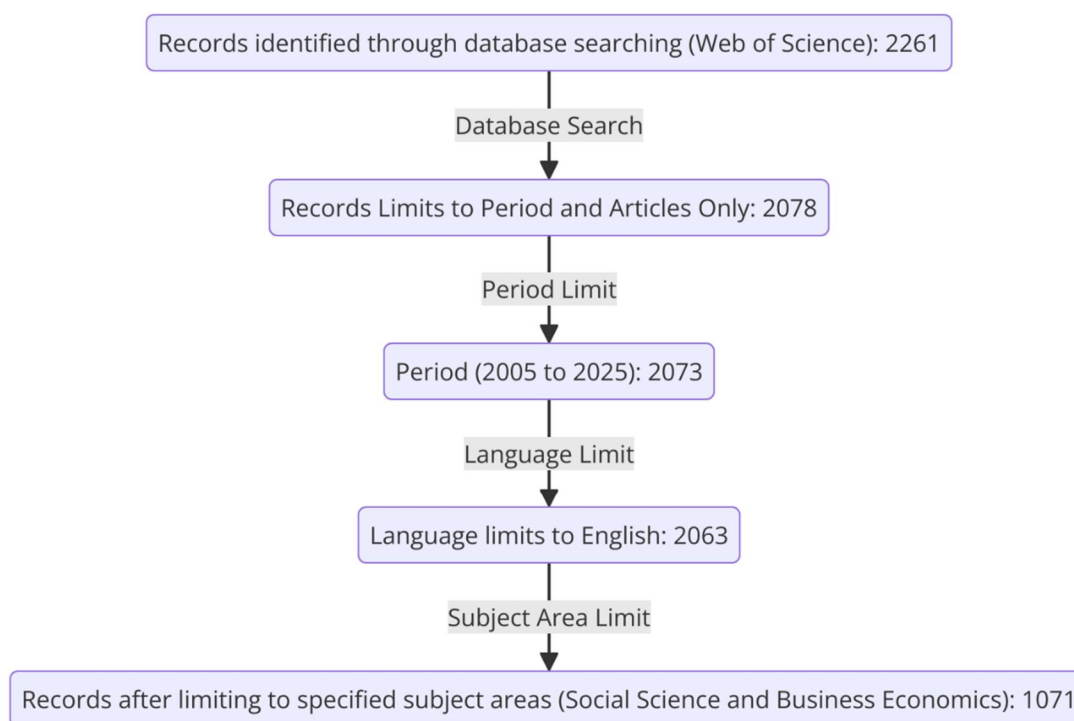 Records identified through database searching (Web of Science): 2261
Database Search
Records Limits to Period and Articles Only: 2078
Period Limit
Period (2005 to 2025): 2073
Language Limit
Language limits to English: 2063
Subject Area Limit
Records after limiting to specified subject areas (Social Science and Business Economics): 1071